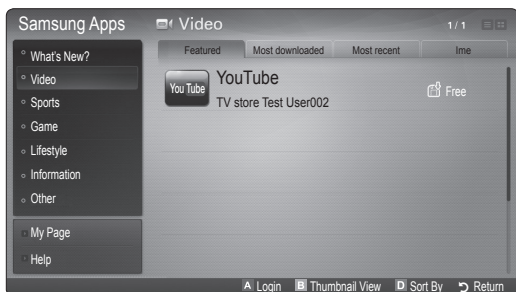 Samsung Apps
Video
1/1
What's New?
Video
Sports
Game
Lifestyle
Information
Other
My Page
Help
Featured
Most downloaded
Most recent
Ime
You Tube
YouTube
TV store Test User002
Free
A Login B Thumbnail View D Sort By Return